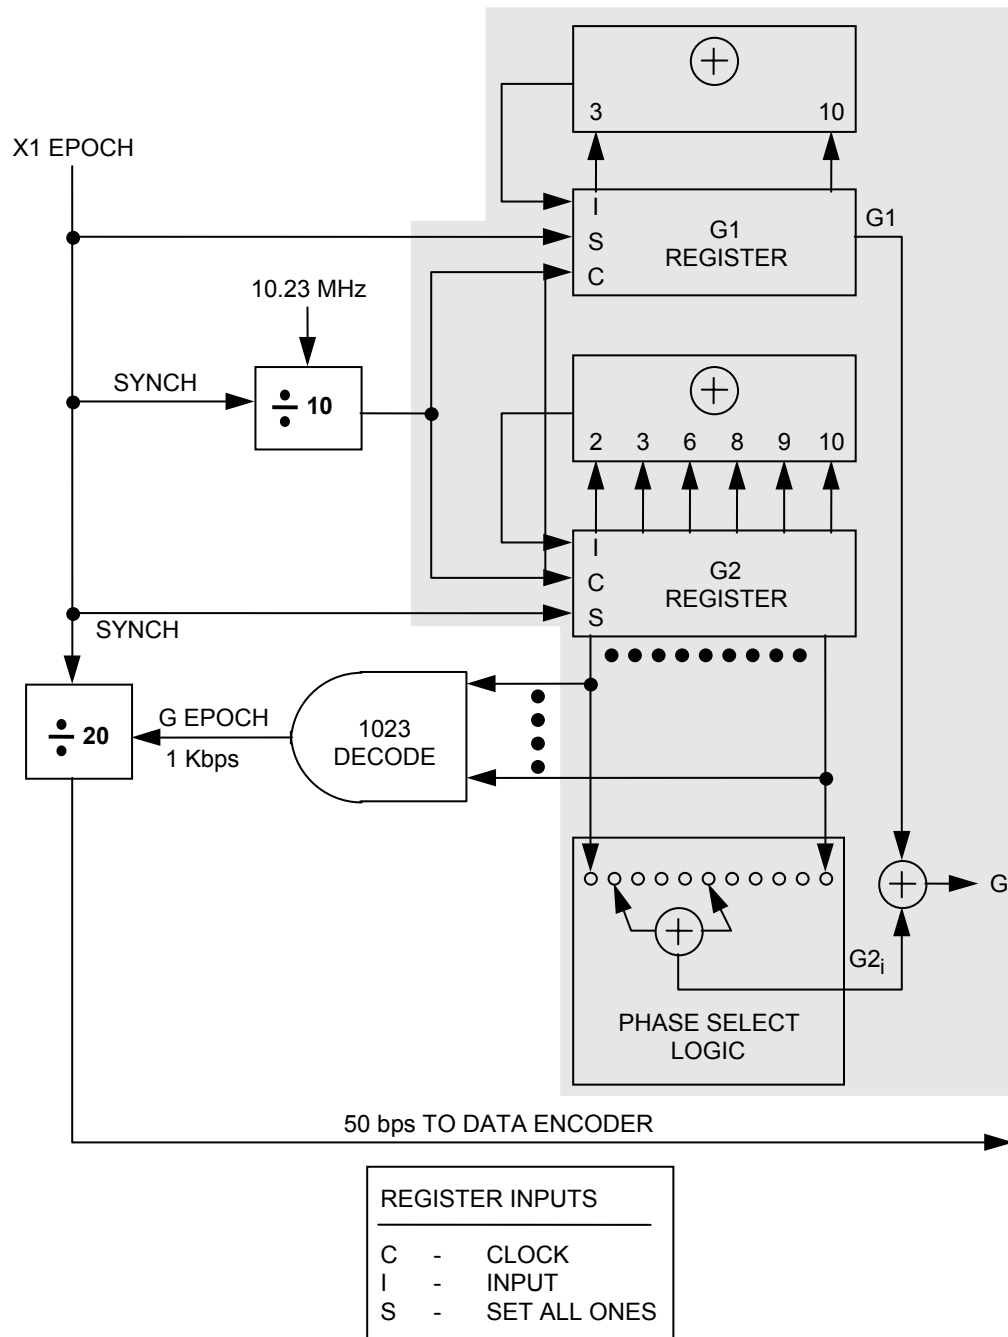 3 10
X1 EPOCH
I
S
C
G1
REGISTER
G1
10.23 MHz
SYNCH
÷ 10
2 3 6 8 9 10
I
C
S
G2
REGISTER
SYNCH
÷ 20
G EPOCH
1 Kbps
1023
DECODE
G
G2i
PHASE SELECT
LOGIC
50 bps TO DATA ENCODER
REGISTER INPUTS
C - CLOCK
I - INPUT
S - SET ALL ONES